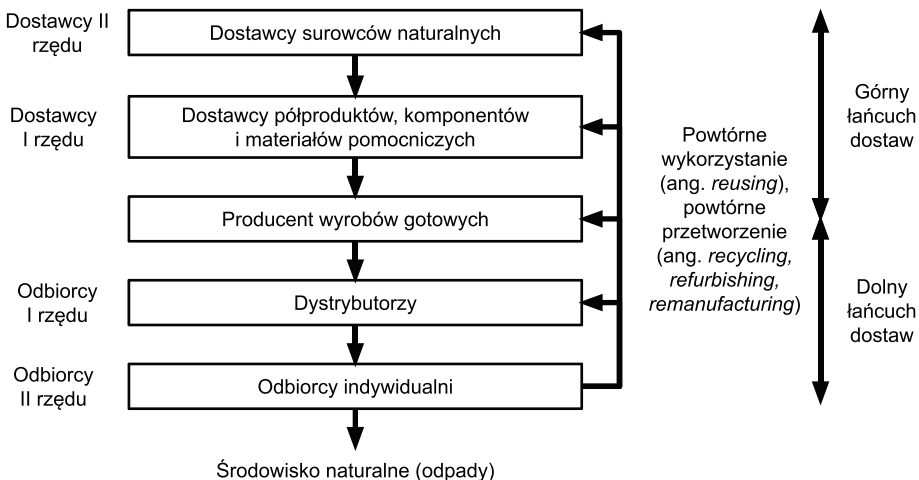 Dostawcy II
rzędu
Dostawcy surowców naturalnych
Dostawcy
I rzędu
Dostawcy półproduktów, komponentów
i materiałów pomocniczych
Producent wyrobów gotowych
Odbiorcy
I rzędu
Dystrybutorzy
Odbiorcy
II rzędu
Odbiorcy indywidualni
Środowisko naturalne (odpady)
Powtórne
wykorzystanie
(ang. reusing),
powtórne
przetworzenie
(ang. recycling,
refurbishing,
remanufacturing)
Górny
łańcuch
dostaw
Dolny
łańcuch
dostaw